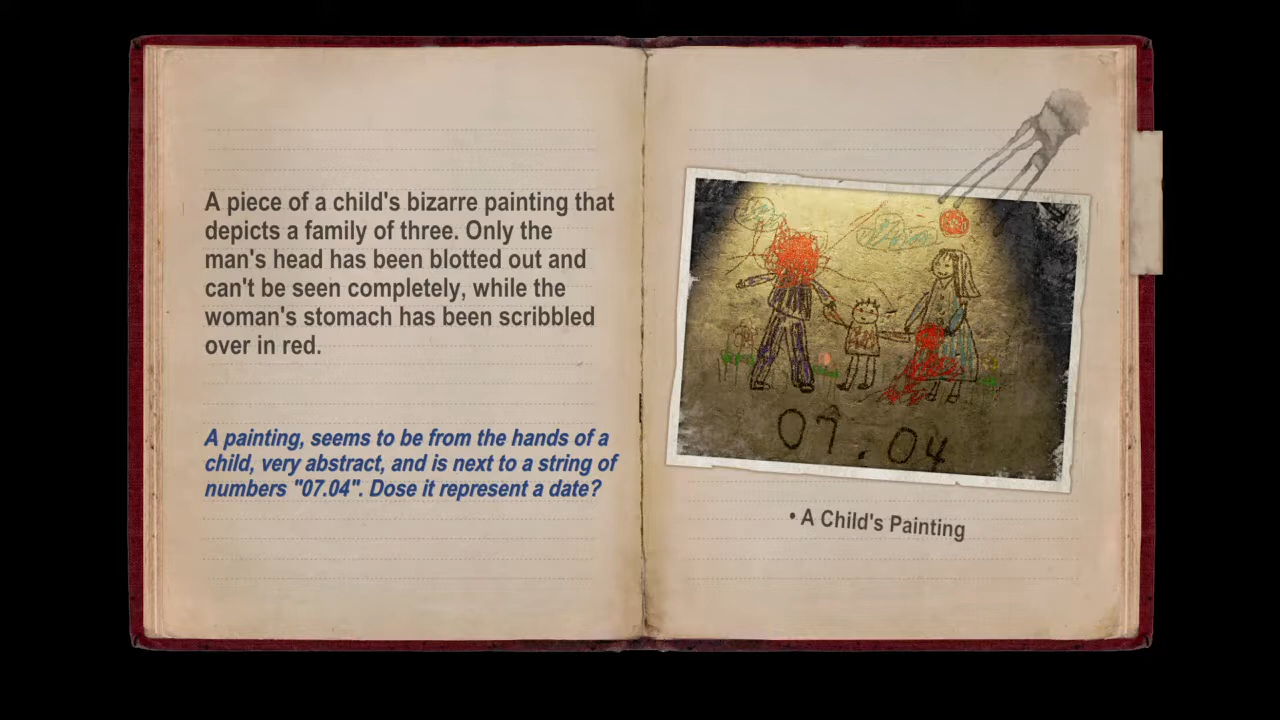 A piece of a child's bizarre painting that
depicts a family of three. Only the
man's head has been blotted out and
can't be seen completely, while the
woman's stomach has been scribbled
over in red.
A painting, seems to be from the hands of a
child, very abstract, and is next to a string of
numbers "07.04". Dose it represent a date?
07.04
• A Child's Painting